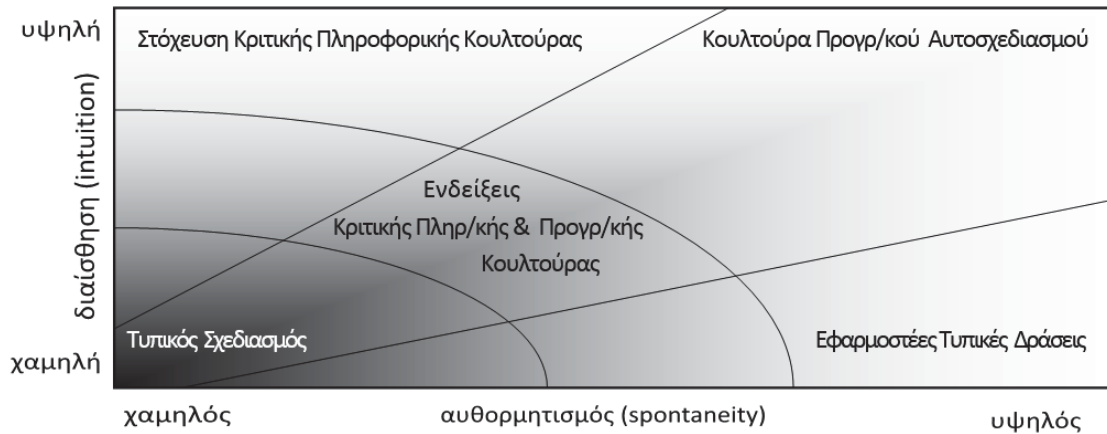 υψηλή
Στόχευση Κριτικής Πληροφορικής Κουλτούρας
Κουλτούρα Προγρ/κού Αυτοσχεδιασμού
διαίσθηση (intuition)
Ενδείξεις
Κριτικής Πληρ/κής & Προγρ/κής
Κουλτούρας
Τυπικός Σχεδιασμός
Εφαρμοστέες Τυπικές Δράσεις
χαμηλή
χαμηλός
αυθορμητισμός (spontaneity)
υψηλός